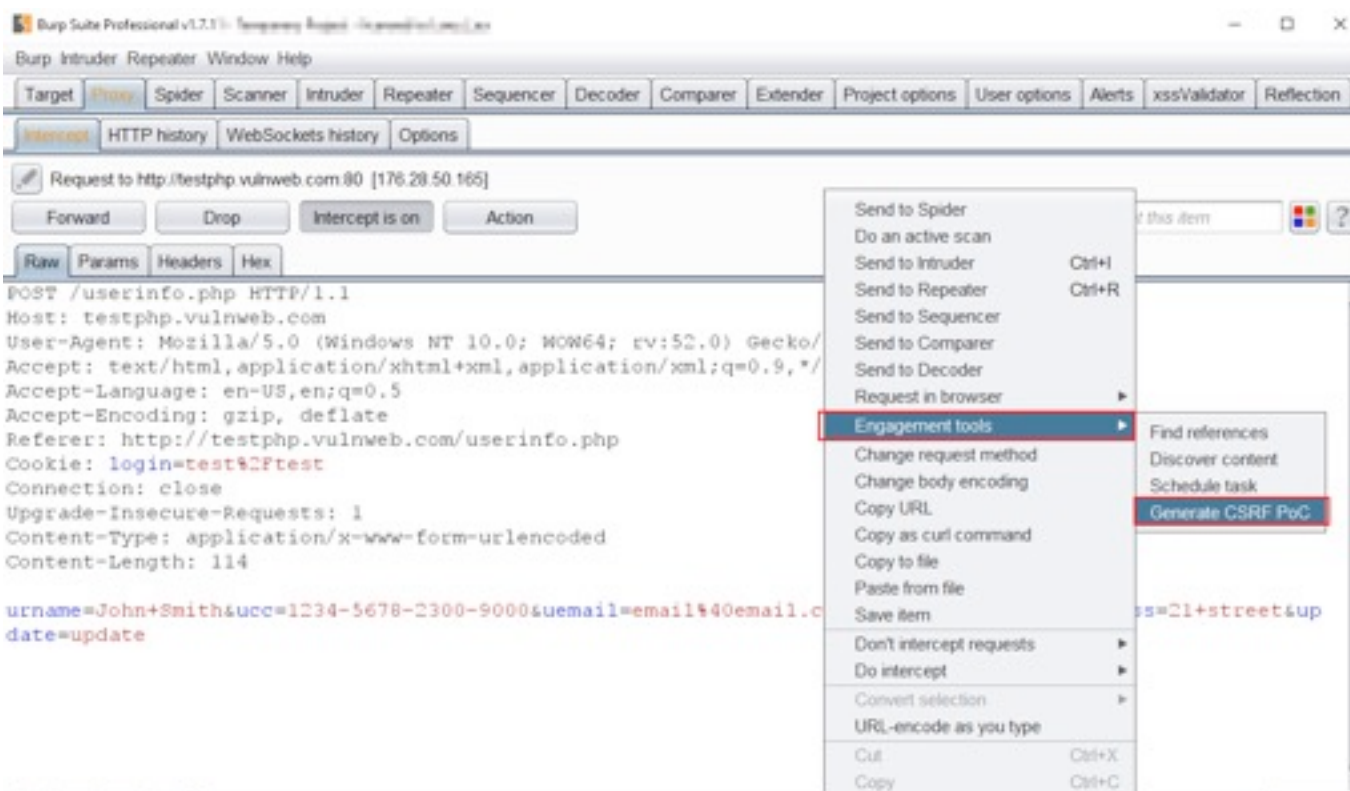 Burp Suite Professional v1.7.1
Burp Intruder Repeater Window Help
Target Proxy Spider Scanner Intruder Repeater Sequencer Decoder Comparer Extender Project options User options Alerts xssValidator Reflection
Intercept HTTP history WebSockets history Options
Request to http://testphp.vulnweb.com:80 [176.28.50.165]
Forward Drop Intercept is on Action this item ?
Raw Params Headers Hex
POST /userinfo.php HTTP/1.1
Host: testphp.vulnweb.com
User-Agent: Mozilla/5.0 (Windows NT 10.0; WOW64; rv:52.0) Gecko/
Accept: text/html,application/xhtml+xml,application/xml;q=0.9,*/
Accept-Language: en-US,en;q=0.5
Accept-Encoding: gzip, deflate
Referer: http://testphp.vulnweb.com/userinfo.php
Cookie: login=test%2Ftest
Connection: close
Upgrade-Insecure-Requests: 1
Content-Type: application/x-www-form-urlencoded
Content-Length: 114
urname=John+Smith&ucc=1234-5678-2300-9000&uemail=email%40email.c ss=21+street&up
date=update
Send to Spider
Do an active scan
Send to Intruder Ctrl+I
Send to Repeater Ctrl+R
Send to Sequencer
Send to Comparer
Send to Decoder
Request in browser
Engagement tools
Change request method
Change body encoding
Copy URL
Copy as curl command
Copy to file
Paste from file
Save item
Don't intercept requests
Do intercept
Convert selection
URL-encode as you type
Cut Ctrl+X
Copy Ctrl+C
Find references
Discover content
Schedule task
Generate CSRF PoC